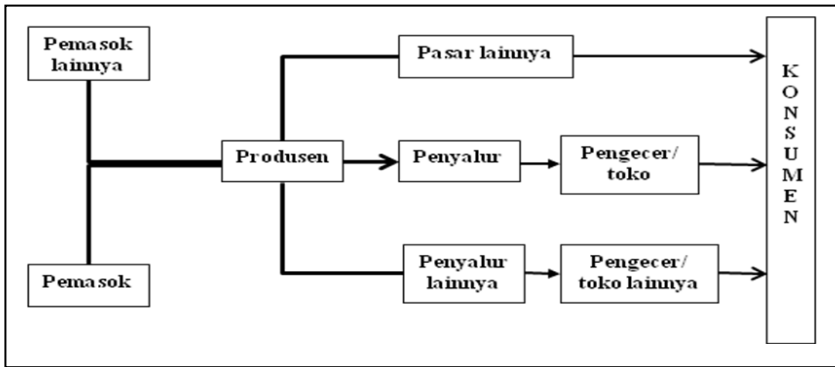 Pemasok
lainnya
Pasar lainnya
Produsen
Penyalur
Pengecer/
toko
Pemasok
Penyalur
lainnya
Pengecer/
toko lainnya
K
O
N
S
U
M
E
N